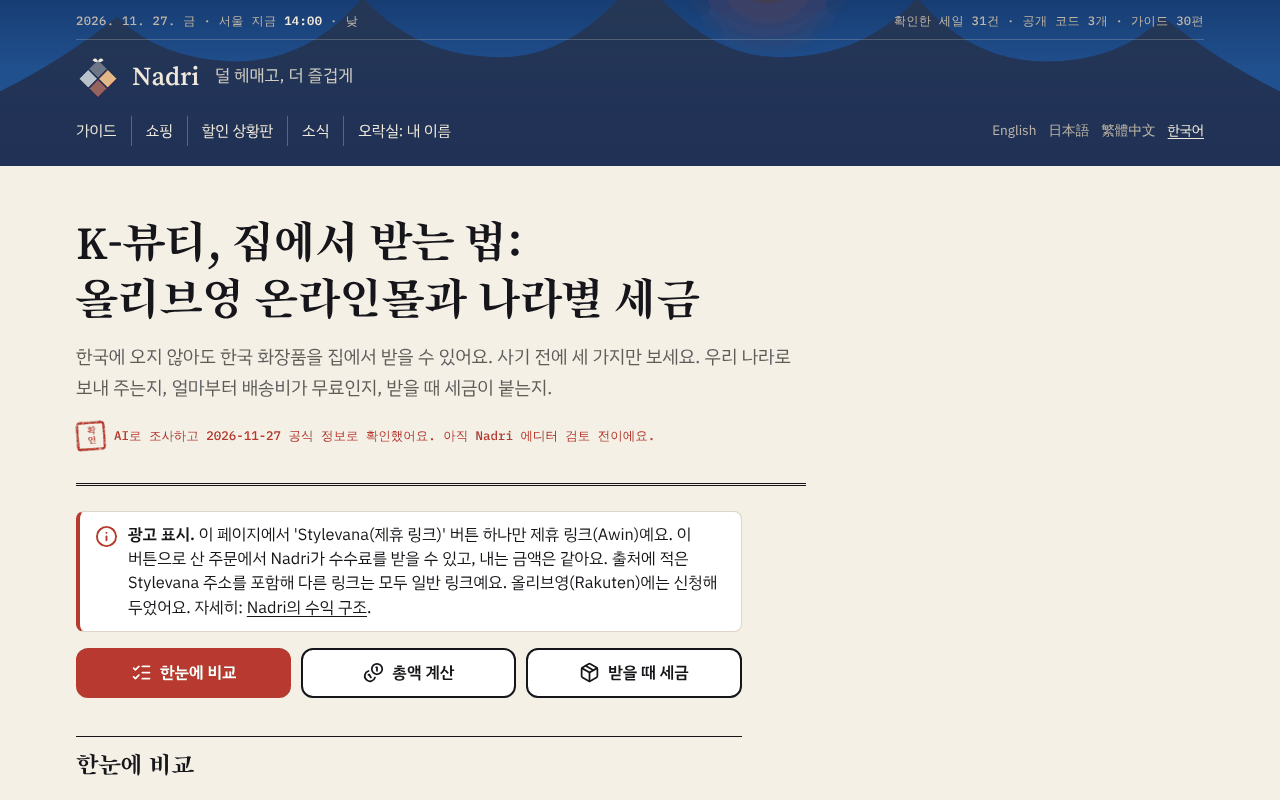 2026. 11. 27. 금 · 서울 지금 14:00 · 낮
확인한 세일 31건 · 공개 코드 3개 · 가이드 30편
Nadri 덜 헤매고, 더 즐겁게
가이드 쇼핑 할인 상황판 소식 오락실: 내 이름
English 日本語 繁體中文 한국어
K-뷰티, 집에서 받는 법:
올리브영 온라인몰과 나라별 세금
한국에 오지 않아도 한국 화장품을 집에서 받을 수 있어요. 사기 전에 세 가지만 보세요. 우리 나라로
보내 주는지, 얼마부터 배송비가 무료인지, 받을 때 세금이 붙는지.
확인
AI로 조사하고 2026-11-27 공식 정보로 확인했어요. 아직 Nadri 에디터 검토 전이에요.
광고 표시. 이 페이지에서 'Stylevana(제휴 링크)' 버튼 하나만 제휴 링크(Awin)예요. 이
버튼으로 산 주문에서 Nadri가 수수료를 받을 수 있고, 내는 금액은 같아요. 출처에 적은
Stylevana 주소를 포함해 다른 링크는 모두 일반 링크예요. 올리브영(Rakuten)에는 신청해
두었어요. 자세히: Nadri의 수익 구조.
한눈에 비교
총액 계산
받을 때 세금
한눈에 비교